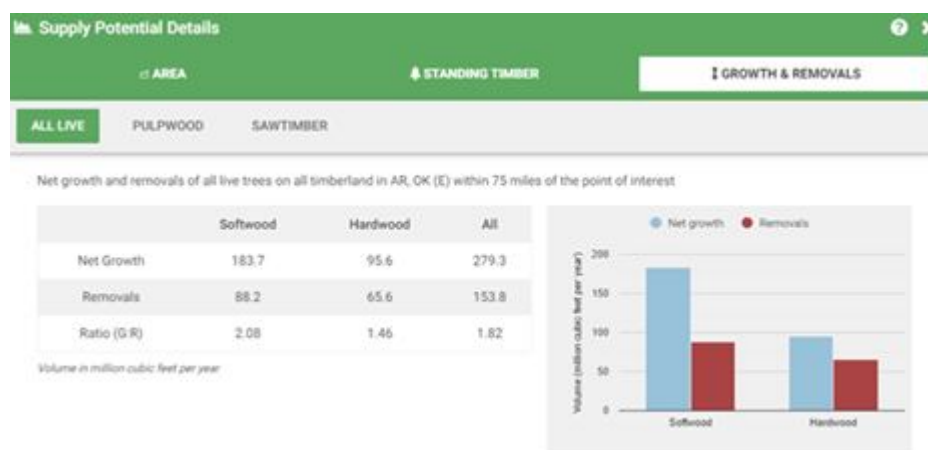 Supply Potential Details
AREA
STANDING TIMBER
GROWTH & REMOVALS
ALL LIVE
PULPWOOD
SAWTIMBER
Net growth and removals of all live trees on all timberland in AR, OK (E) within 75 miles of the point of interest
Softwood Hardwood All
Net Growth 183.7 95.6 279.3
Removals 88.2 65.6 153.8
Ratio (G:R) 2.08 1.46 1.82
Volume in million cubic feet per year
Net growth Removals
Volume (million cubic feet per year)
200
150
100
50
0
Softwood Hardwood